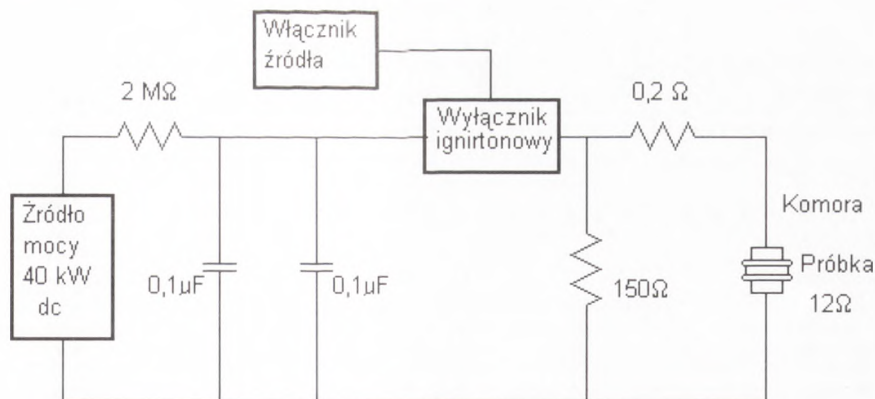 Włącznik
źródła
2 MΩ
0,2 Ω
Wyłącznik
ignirtonowy
Źródło
mocy
40 kW
dc
Komora
0,1μF
0,1μF
150Ω
Próbka
12Ω